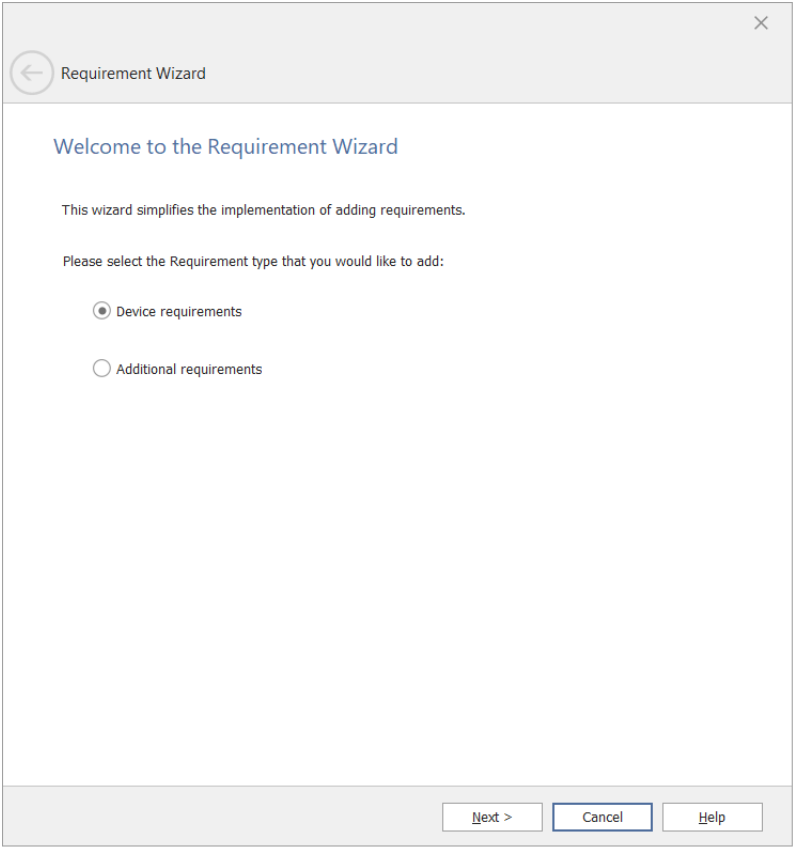 Requirement Wizard
Welcome to the Requirement Wizard
This wizard simplifies the implementation of adding requirements.
Please select the Requirement type that you would like to add:
Device requirements
Additional requirements
Next >
Cancel
Help